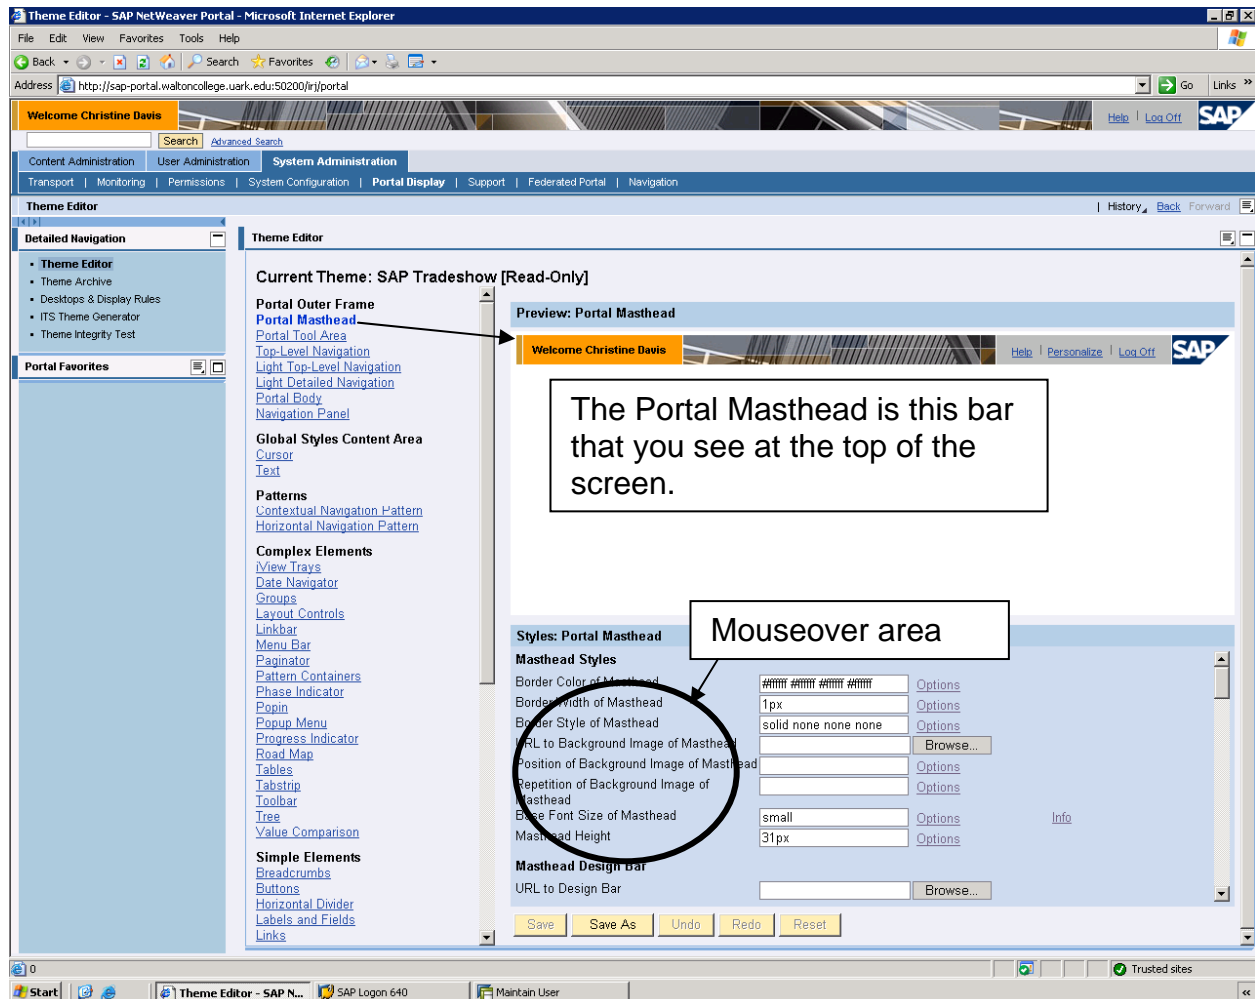 Theme Editor - SAP NetWeaver Portal - Microsoft Internet Explorer
File Edit View Favorites Tools Help
Back Search Favorites
Address http://sap-portal.waltoncollege.uark.edu:50200/irj/portal Go Links »
Welcome Christine Davis Help Log Off SAP
Search Advanced Search
Content Administration User Administration System Administration
Transport | Monitoring | Permissions | System Configuration | Portal Display | Support | Federated Portal | Navigation
Theme Editor | History Back Forward
Detailed Navigation
• Theme Editor
• Theme Archive
• Desktops & Display Rules
• ITS Theme Generator
• Theme Integrity Test
Portal Favorites
Theme Editor
Current Theme: SAP Tradeshow [Read-Only]
Portal Outer Frame
Portal Masthead
Portal Tool Area
Top-Level Navigation
Light Top-Level Navigation
Light Detailed Navigation
Portal Body
Navigation Panel
Global Styles Content Area
Cursor
Text
Patterns
Contextual Navigation Pattern
Horizontal Navigation Pattern
Complex Elements
iView Trays
Date Navigator
Groups
Layout Controls
Linkbar
Menu Bar
Paginator
Pattern Containers
Phase Indicator
Popin
Popup Menu
Progress Indicator
Road Map
Tables
Tabstrip
Toolbar
Tree
Value Comparison
Simple Elements
Breadcrumbs
Buttons
Horizontal Divider
Labels and Fields
Links
Preview: Portal Masthead
Welcome Christine Davis Help | Personalize | Log Off SAP
The Portal Masthead is this bar
that you see at the top of the
screen.
Mouseover area
Styles: Portal Masthead
Masthead Styles
Border Color of Masthead #ffffff #ffffff #ffffff #ffffff Options
Border Width of Masthead 1px Options
Border Style of Masthead solid none none none Options
URL to Background Image of Masthead Browse...
Position of Background Image of Masthead Options
Repetition of Background Image of
Masthead Options
Base Font Size of Masthead small Options Info
Masthead Height 31px Options
Masthead Design Bar
URL to Design Bar Browse...
Save Save As Undo Redo Reset
0 Trusted sites
Start Theme Editor - SAP N... SAP Logon 640 Maintain User «